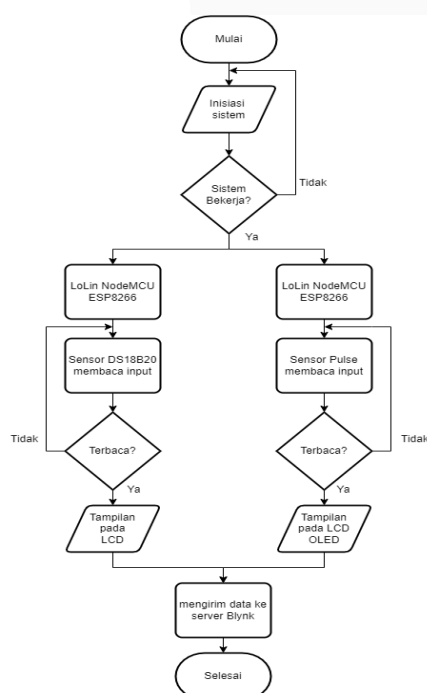 Mulai
Inisiasi
sistem
Sistem
Bekerja?
Tidak
Ya
LoLin NodeMCU
ESP8266
LoLin NodeMCU
ESP8266
Sensor DS18B20
membaca input
Sensor Pulse
membaca input
Tidak
Terbaca?
Terbaca?
Tidak
Ya
Ya
Tampilan
pada
LCD
Tampilan
pada LCD
OLED
mengirim data ke
server Blynk
Selesai